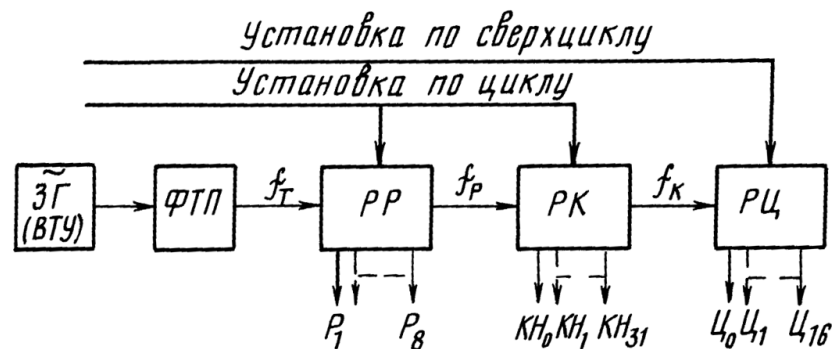 Установка по сверхциклу
Установка по циклу
~
ЗГ
(ВТУ)
ФТП
fТ
РР
fР
РК
fК
РЦ
Р1 Р8 КН0 КН1 КН31 Ц0 Ц1 Ц16